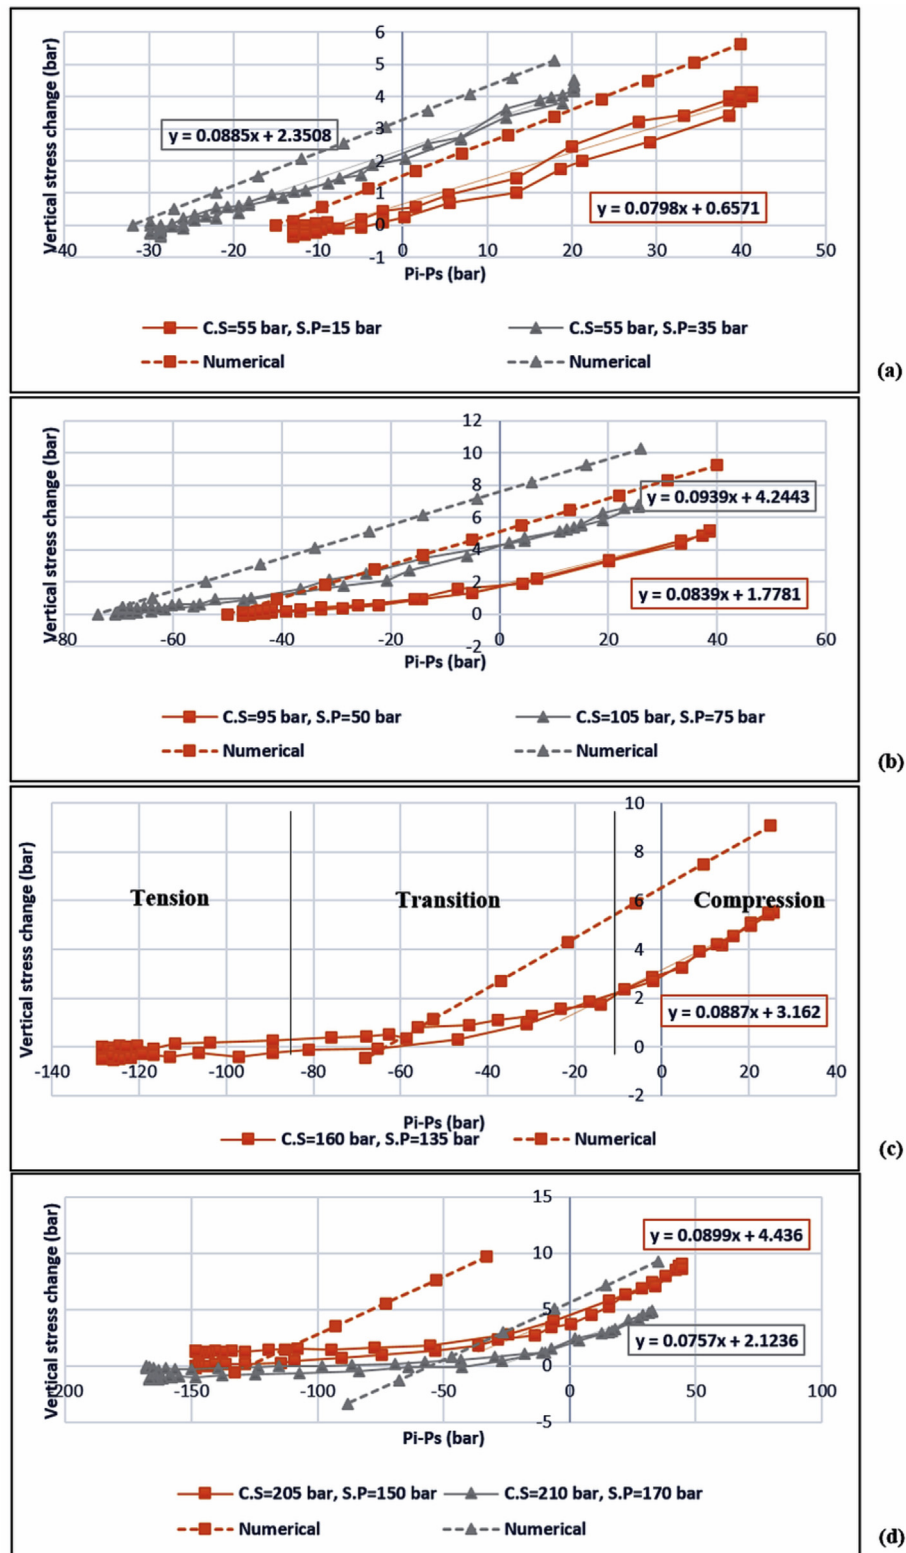 Vertical stress change (bar)
6
5
4
3
2
1
0
-1
y = 0.0885x + 2.3508
y = 0.0798x + 0.6571
-40 -30 -20 -10 0 10 20 30 40 50
Pi-Ps (bar)
C.S=55 bar, S.P=15 bar C.S=55 bar, S.P=35 bar
Numerical Numerical
(a)
Vertical stress change (bar)
12
10
8
6
4
2
0
-2
y = 0.0939x + 4.2443
y = 0.0839x + 1.7781
-80 -60 -40 -20 0 20 40 60
Pi-Ps (bar)
C.S=95 bar, S.P=50 bar C.S=105 bar, S.P=75 bar
Numerical Numerical
(b)
Vertical stress change (bar)
10
8
6
4
2
0
-2
Tension Transition Compression
y = 0.0887x + 3.162
-140 -120 -100 -80 -60 -40 -20 0 20 40
Pi-Ps (bar)
C.S=160 bar, S.P=135 bar Numerical
(c)
Vertical stress change (bar)
15
10
5
0
-5
y = 0.0899x + 4.436
y = 0.0757x + 2.1236
-200 -150 -100 -50 0 50 100
Pi-Ps (bar)
C.S=205 bar, S.P=150 bar C.S=210 bar, S.P=170 bar
Numerical Numerical
(d)